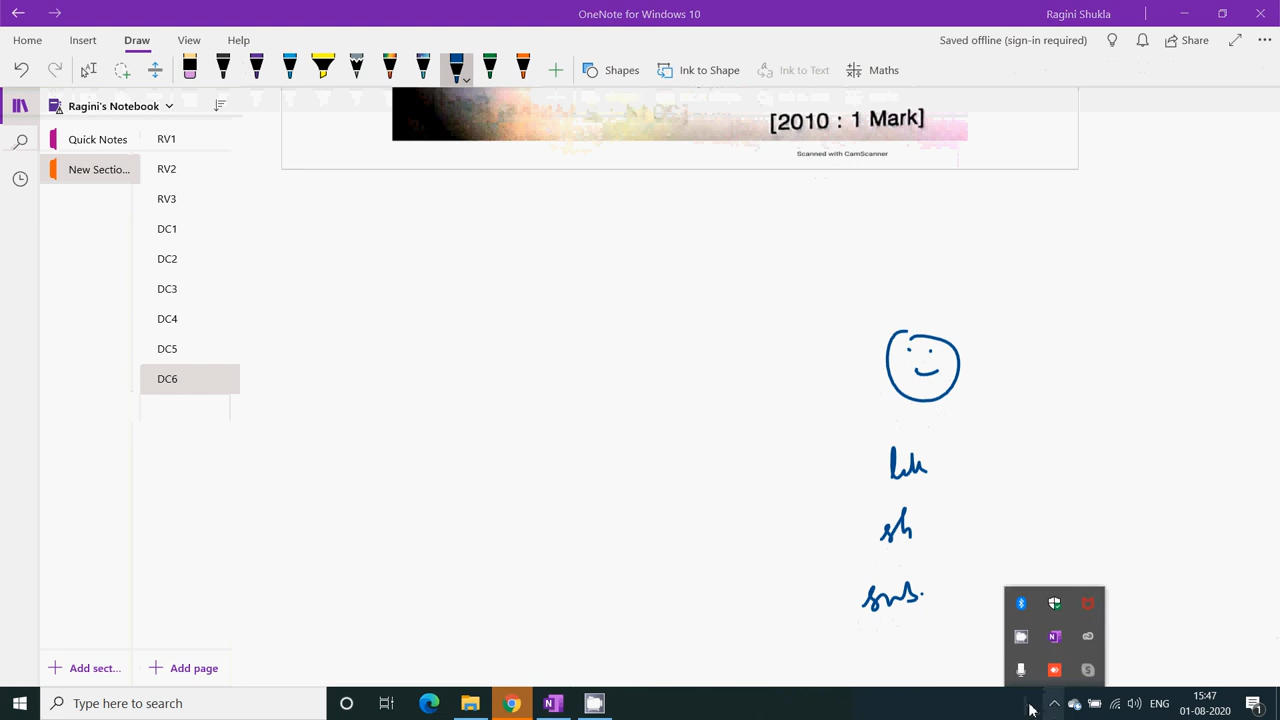 OneNote for Windows 10
Ragini Shukla
Home Insert Draw View Help
Saved offline (sign-in required)
Share
Shapes
Ink to Shape
Ink to Text
Maths
Ragini's Notebook
Quick Notes
New Sectio...
RV1
RV2
RV3
DC1
DC2
DC3
DC4
DC5
DC6
[2010 : 1 Mark]
Scanned with CamScanner
sh
Add sect...
Add page
Type here to search
ENG
15:47
01-08-2020